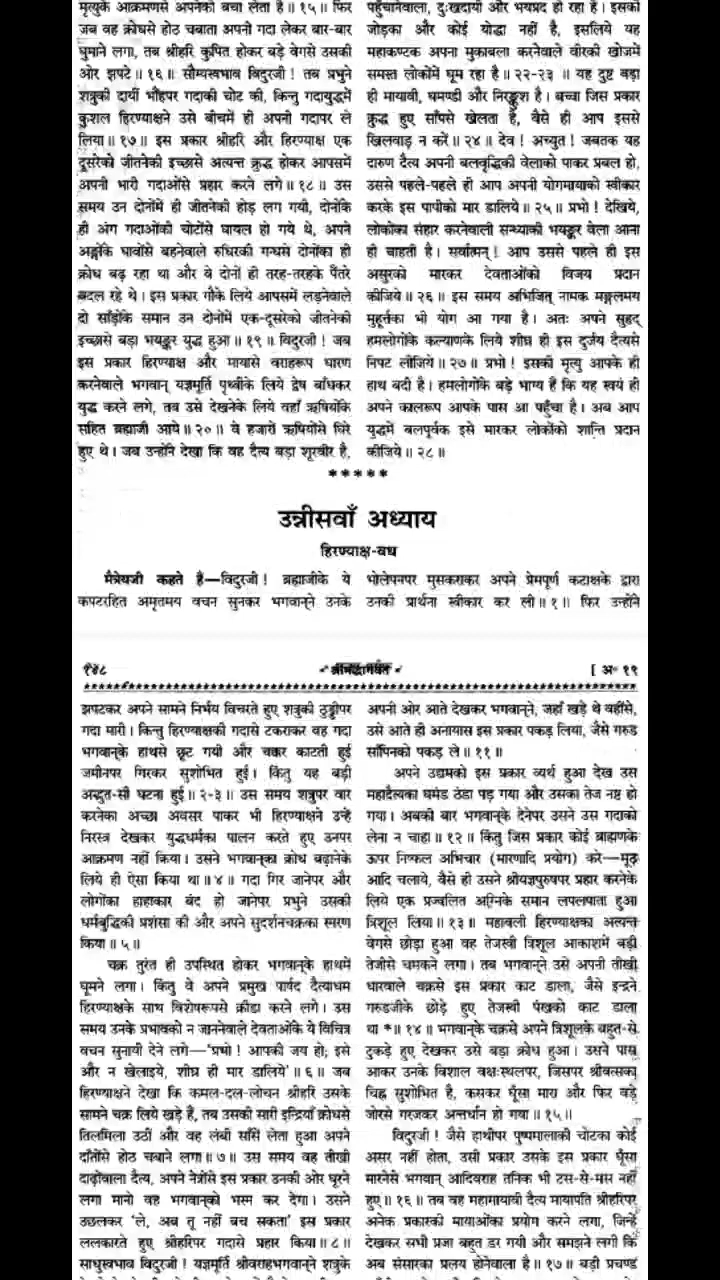 मृत्युके आक्रमणसे अपनेको बचा लेता है॥१५॥ फिर
जब वह क्रोधसे होठ चबाता अपनी गदा लेकर बार-बार
घुमाने लगा, तब श्रीहरि कुपित होकर बड़े वेगसे उसकी
ओर झपटे॥१६॥ सौम्यस्वभाव विदुरजी! तब प्रभुने
शत्रुकी दायीं भौंहपर गदाकी चोट की, किन्तु गदायुद्धमें
कुशल हिरण्याक्षने उसे बीचमें ही अपनी गदापर ले
लिया॥१७॥ इस प्रकार श्रीहरि और हिरण्याक्ष एक
दूसरेको जीतनेकी इच्छासे अत्यन्त क्रुद्ध होकर आपसमें
अपनी भारी गदाओंसे प्रहार करने लगे॥१८॥ उस
समय उन दोनोंमें ही जीतनेकी होड़ लग गयी, दोनोंके
ही अंग गदाओंकी चोटोंसे घायल हो गये थे, अपने
अङ्गोंके घावोंसे बहनेवाले रुधिरकी गन्धसे दोनोंका ही
क्रोध बढ़ रहा था और वे दोनों ही तरह-तरहके पैंतरे
बदल रहे थे। इस प्रकार गौके लिये आपसमें लड़नेवाले
दो साँड़ोंके समान उन दोनोंमें एक-दूसरेको जीतनेकी
इच्छासे बड़ा भयङ्कर युद्ध हुआ॥१९॥ विदुरजी! जब
इस प्रकार हिरण्याक्ष और मायासे वराहरूप धारण
करनेवाले भगवान् यज्ञमूर्ति पृथ्वीके लिये द्वेष बाँधकर
युद्ध करने लगे, तब उसे देखनेके लिये वहाँ ऋषियोंके
सहित ब्रह्माजी आये॥२०॥ वे हजारों ऋषियोंसे घिरे
हुए थे। जब उन्होंने देखा कि वह दैत्य बड़ा शूरवीर है,
पहुँचानेवाला, दुःखदायी और भयप्रद हो रहा है। इसकी
जोड़का और कोई योद्धा नहीं है, इसलिये यह
महाकण्टक अपना मुकाबला करनेवाले वीरकी खोजमें
समस्त लोकोंमें घूम रहा है॥२२-२३॥ यह दुष्ट बड़ा
ही मायावी, घमण्डी और निरङ्कुश है। बच्चा जिस प्रकार
क्रुद्ध हुए साँपसे खेलता है, वैसे ही आप इससे
खिलवाड़ न करें॥२४॥ देव! अच्युत! जबतक यह
दारुण दैत्य अपनी बलवृद्धिकी वेलाको पाकर प्रबल हो,
उससे पहले-पहले ही आप अपनी योगमायाको स्वीकार
करके इस पापीको मार डालिये॥२५॥ प्रभो! देखिये,
लोकोंका संहार करनेवाली सन्ध्याकी भयङ्कर वेला आना
ही चाहती है। सर्वात्मन्! आप उससे पहले ही इस
असुरको मारकर देवताओंको विजय प्रदान
कीजिये॥२६॥ इस समय अभिजित् नामक मङ्गलमय
मुहूर्तका भी योग आ गया है। अतः अपने सुहृद्
हमलोगोंके कल्याणके लिये शीघ्र ही इस दुर्जय दैत्यसे
निपट लीजिये॥२७॥ प्रभो! इसकी मृत्यु आपके ही
हाथ बदी है। हमलोगोंके बड़े भाग्य हैं कि यह स्वयं ही
अपने कालरूप आपके पास आ पहुँचा है। अब आप
युद्धमें बलपूर्वक इसे मारकर लोकोंको शान्ति प्रदान
कीजिये॥२८॥
*****
उन्नीसवाँ अध्याय
हिरण्याक्ष-वध
मैत्रेयजी कहते हैं—विदुरजी! ब्रह्माजीके ये
कपटरहित अमृतमय वचन सुनकर भगवान्‌ने उनके
भोलेपनपर मुसकराकर अपने प्रेमपूर्ण कटाक्षके द्वारा
उनकी प्रार्थना स्वीकार कर ली॥१॥ फिर उन्होंने
१४८
श्रीमद्भागवत
[ अ॰ १९
झपटकर अपने सामने निर्भय विचरते हुए शत्रुकी ठुड्डीपर
गदा मारी। किन्तु हिरण्याक्षकी गदासे टकराकर वह गदा
भगवान्‌के हाथसे छूट गयी और चक्कर काटती हुई
जमीनपर गिरकर सुशोभित हुई। किंतु यह बड़ी
अद्भुत-सी घटना हुई॥२-३॥ उस समय शत्रुपर वार
करनेका अच्छा अवसर पाकर भी हिरण्याक्षने उन्हें
निरस्त्र देखकर युद्धधर्मका पालन करते हुए उनपर
आक्रमण नहीं किया। उसने भगवान्‌का क्रोध बढ़ानेके
लिये ही ऐसा किया था॥४॥ गदा गिर जानेपर और
लोगोंका हाहाकार बंद हो जानेपर प्रभुने उसकी
धर्मबुद्धिकी प्रशंसा की और अपने सुदर्शनचक्रका स्मरण
किया॥५॥
चक्र तुरंत ही उपस्थित होकर भगवान्‌के हाथमें
घूमने लगा। किंतु वे अपने प्रमुख पार्षद दैत्याधम
हिरण्याक्षके साथ विशेषरूपसे क्रीडा करने लगे। उस
समय उनके प्रभावको न जाननेवाले देवताओंके ये विचित्र
वचन सुनायी देने लगे—'प्रभो! आपकी जय हो; इसे
और न खेलाइये, शीघ्र ही मार डालिये'॥६॥ जब
हिरण्याक्षने देखा कि कमल-दल-लोचन श्रीहरि उसके
सामने चक्र लिये खड़े हैं, तब उसकी सारी इन्द्रियाँ क्रोधसे
तिलमिला उठीं और वह लंबी साँसें लेता हुआ अपने
दाँतोंसे होठ चबाने लगा॥७॥ उस समय वह तीखी
दाढ़ोंवाला दैत्य, अपने नेत्रोंसे इस प्रकार उनकी ओर घूरने
लगा मानो वह भगवान्‌को भस्म कर देगा। उसने
उछलकर 'ले, अब तू नहीं बच सकता' इस प्रकार
ललकारते हुए श्रीहरिपर गदासे प्रहार किया॥८॥
साधुस्वभाव विदुरजी! यज्ञमूर्ति श्रीवराहभगवान्‌ने शत्रुके
अपनी ओर आते देखकर भगवान्‌ने, जहाँ खड़े थे वहींसे,
उसे आते ही अनायास इस प्रकार पकड़ लिया, जैसे गरुड
साँपिनको पकड़ ले॥११॥
अपने उद्यमको इस प्रकार व्यर्थ हुआ देख उस
महादैत्यका घमंड ठंडा पड़ गया और उसका तेज नष्ट हो
गया। अबकी बार भगवान्‌के देनेपर उसने उस गदाको
लेना न चाहा॥१२॥ किंतु जिस प्रकार कोई ब्राह्मणके
ऊपर निष्फल अभिचार (मारणादि प्रयोग) करे—मूठ
आदि चलाये, वैसे ही उसने श्रीयज्ञपुरुषपर प्रहार करनेके
लिये एक प्रज्वलित अग्निके समान लपलपाता हुआ
त्रिशूल लिया॥१३॥ महाबली हिरण्याक्षका अत्यन्त
वेगसे छोड़ा हुआ वह तेजस्वी त्रिशूल आकाशमें बड़ी
तेजीसे चमकने लगा। तब भगवान्‌ने उसे अपनी तीखी
धारवाले चक्रसे इस प्रकार काट डाला, जैसे इन्द्रने
गरुडजीके छोड़े हुए तेजस्वी पंखको काट डाला
था*॥१४॥ भगवान्‌के चक्रसे अपने त्रिशूलके बहुत-से
टुकड़े हुए देखकर उसे बड़ा क्रोध हुआ। उसने पास
आकर उनके विशाल वक्षःस्थलपर, जिसपर श्रीवत्सका
चिह्न सुशोभित है, कसकर घूँसा मारा और फिर बड़े
जोरसे गरजकर अन्तर्धान हो गया॥१५॥
विदुरजी! जैसे हाथीपर पुष्पमालाकी चोटका कोई
असर नहीं होता, उसी प्रकार उसके इस प्रकार घूँसा
मारनेसे भगवान् आदिवराह तनिक भी टस-से-मस नहीं
हुए॥१६॥ तब वह महामायावी दैत्य मायापति श्रीहरिपर
अनेक प्रकारकी मायाओंका प्रयोग करने लगा, जिन्हें
देखकर सभी प्रजा बहुत डर गयी और समझने लगी कि
अब संसारका प्रलय होनेवाला है॥१७॥ बड़ी प्रचण्ड